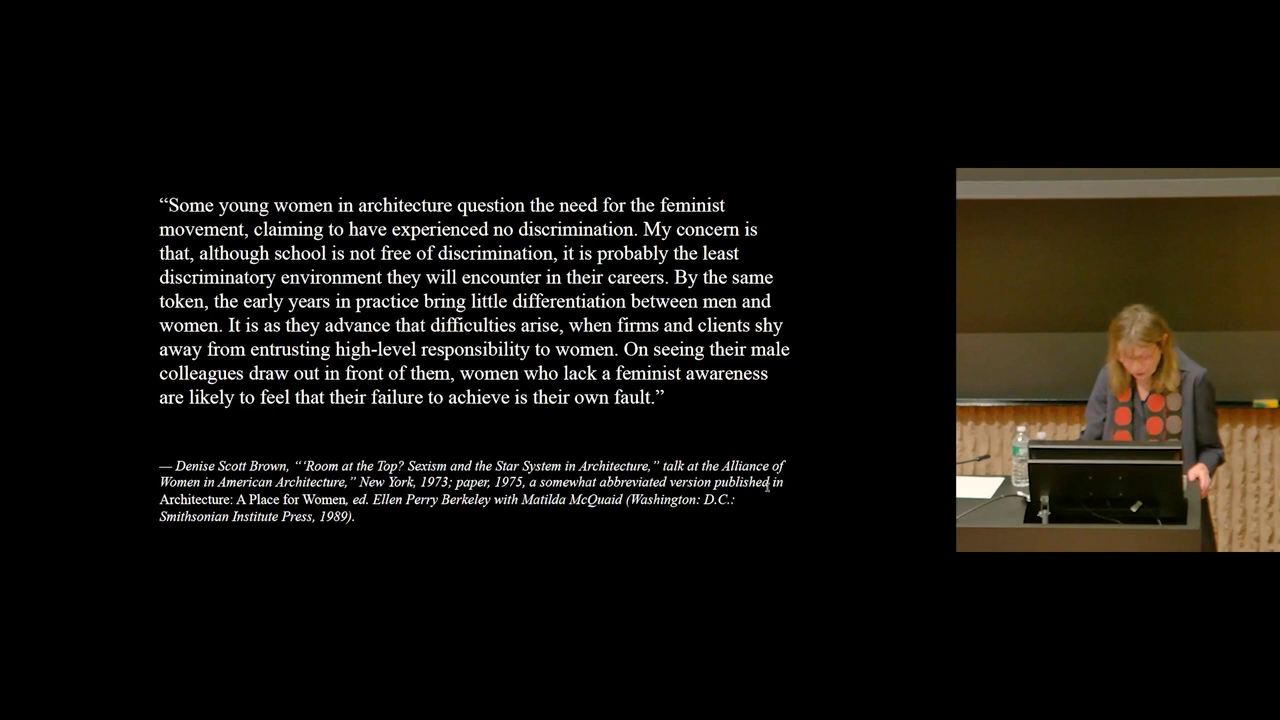 “Some young women in architecture question the need for the feminist
movement, claiming to have experienced no discrimination. My concern is
that, although school is not free of discrimination, it is probably the least
discriminatory environment they will encounter in their careers. By the same
token, the early years in practice bring little differentiation between men and
women. It is as they advance that difficulties arise, when firms and clients shy
away from entrusting high-level responsibility to women. On seeing their male
colleagues draw out in front of them, women who lack a feminist awareness
are likely to feel that their failure to achieve is their own fault.”
— Denise Scott Brown, “‘Room at the Top? Sexism and the Star System in Architecture,” talk at the Alliance of
Women in American Architecture,” New York, 1973; paper, 1975, a somewhat abbreviated version published in
Architecture: A Place for Women, ed. Ellen Perry Berkeley with Matilda McQuaid (Washington: D.C.:
Smithsonian Institute Press, 1989).